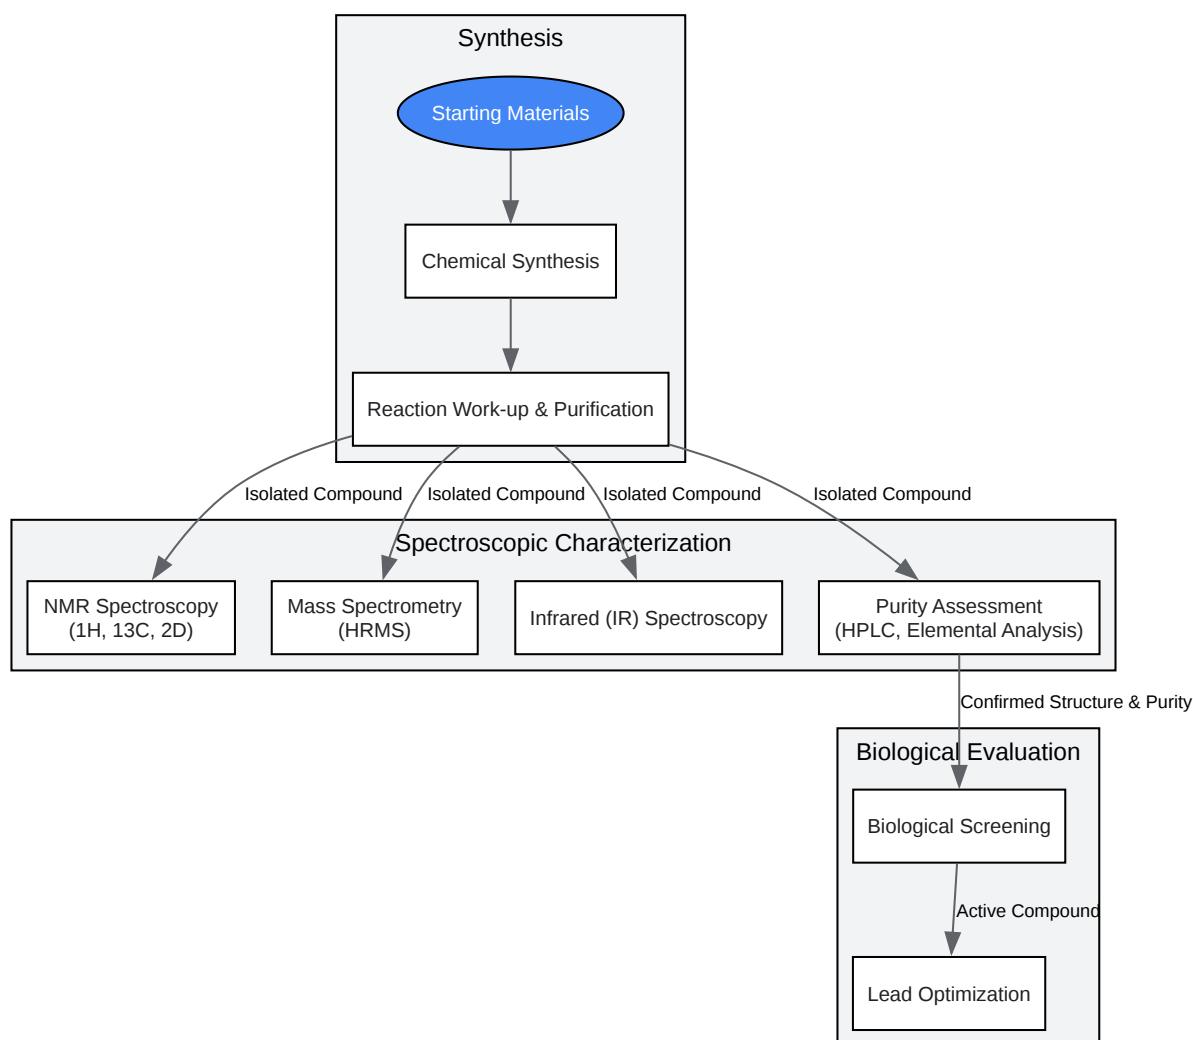 Synthesis
Starting Materials
Chemical Synthesis
Reaction Work-up & Purification
Isolated Compound
Isolated Compound
Isolated Compound
Isolated Compound
Spectroscopic Characterization
NMR Spectroscopy
(1H, 13C, 2D)
Mass Spectrometry
(HRMS)
Infrared (IR) Spectroscopy
Purity Assessment
(HPLC, Elemental Analysis)
Confirmed Structure & Purity
Biological Evaluation
Biological Screening
Active Compound
Lead Optimization